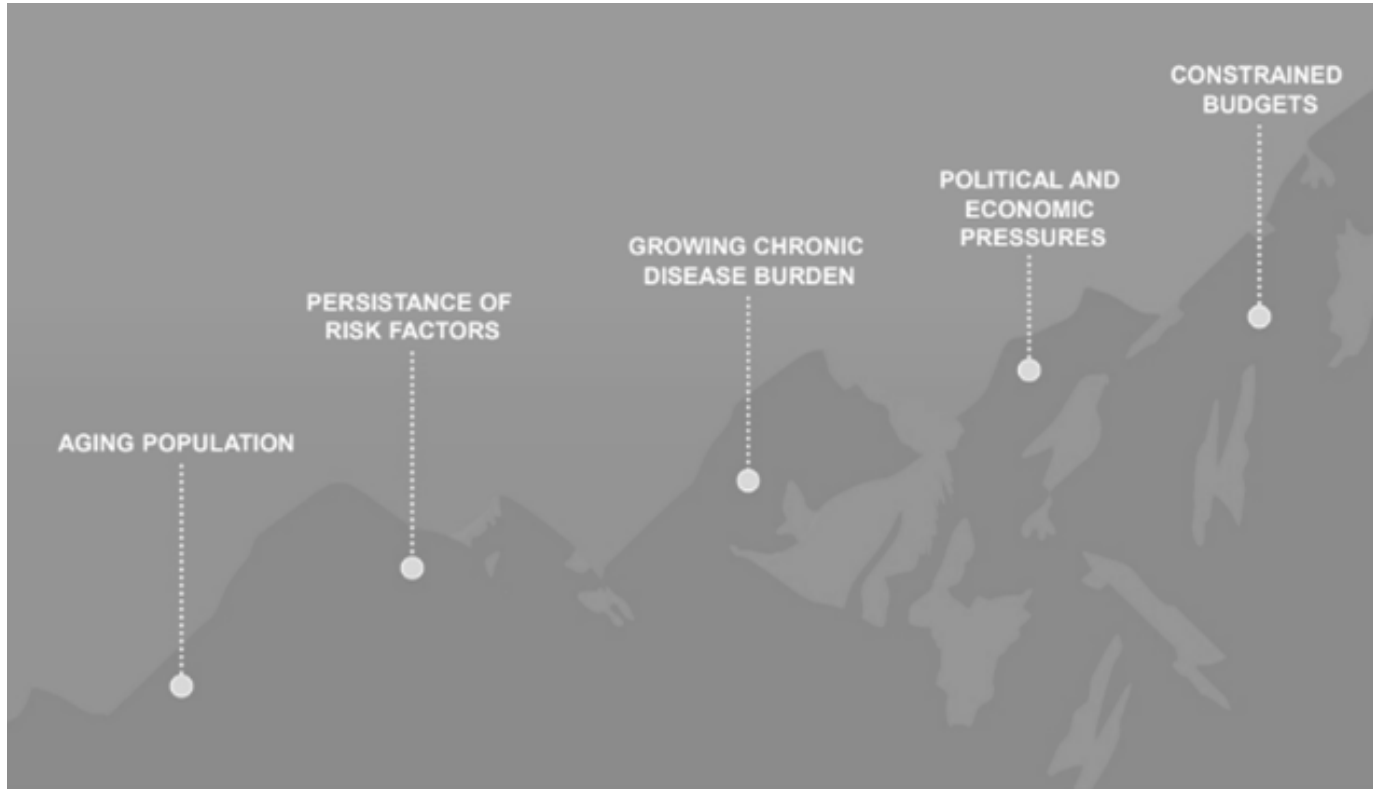 AGING POPULATION
PERSISTANCE OF
RISK FACTORS
GROWING CHRONIC
DISEASE BURDEN
POLITICAL AND
ECONOMIC
PRESSURES
CONSTRAINED
BUDGETS